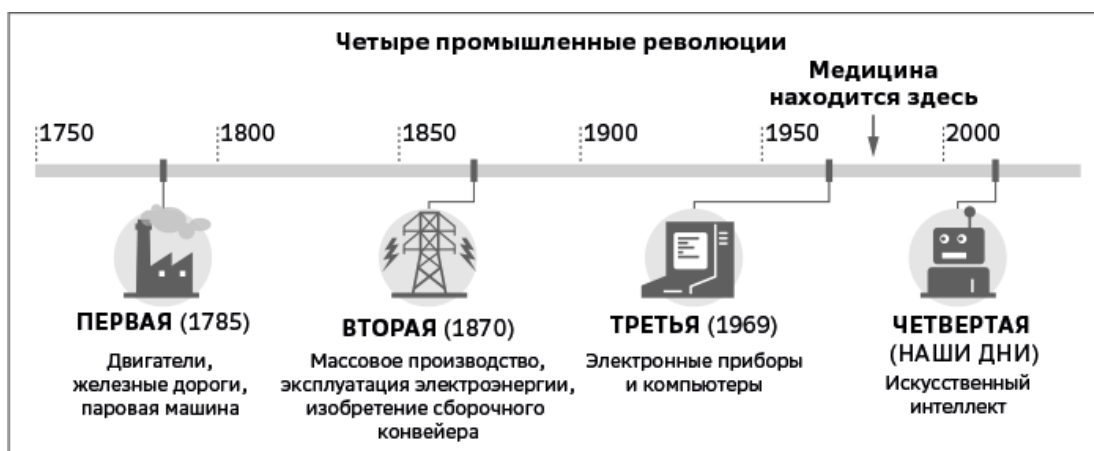 Четыре промышленные революции
Медицина
находится здесь
1750
1800
1850
1900
1950
2000
ПЕРВАЯ (1785)
Двигатели,
железные дороги,
паровая машина
ВТОРАЯ (1870)
Массовое производство,
эксплуатация электроэнергии,
изобретение сборочного
конвейера
ТРЕТЬЯ (1969)
Электронные приборы
и компьютеры
ЧЕТВЕРТАЯ
(НАШИ ДНИ)
Искусственный
интеллект